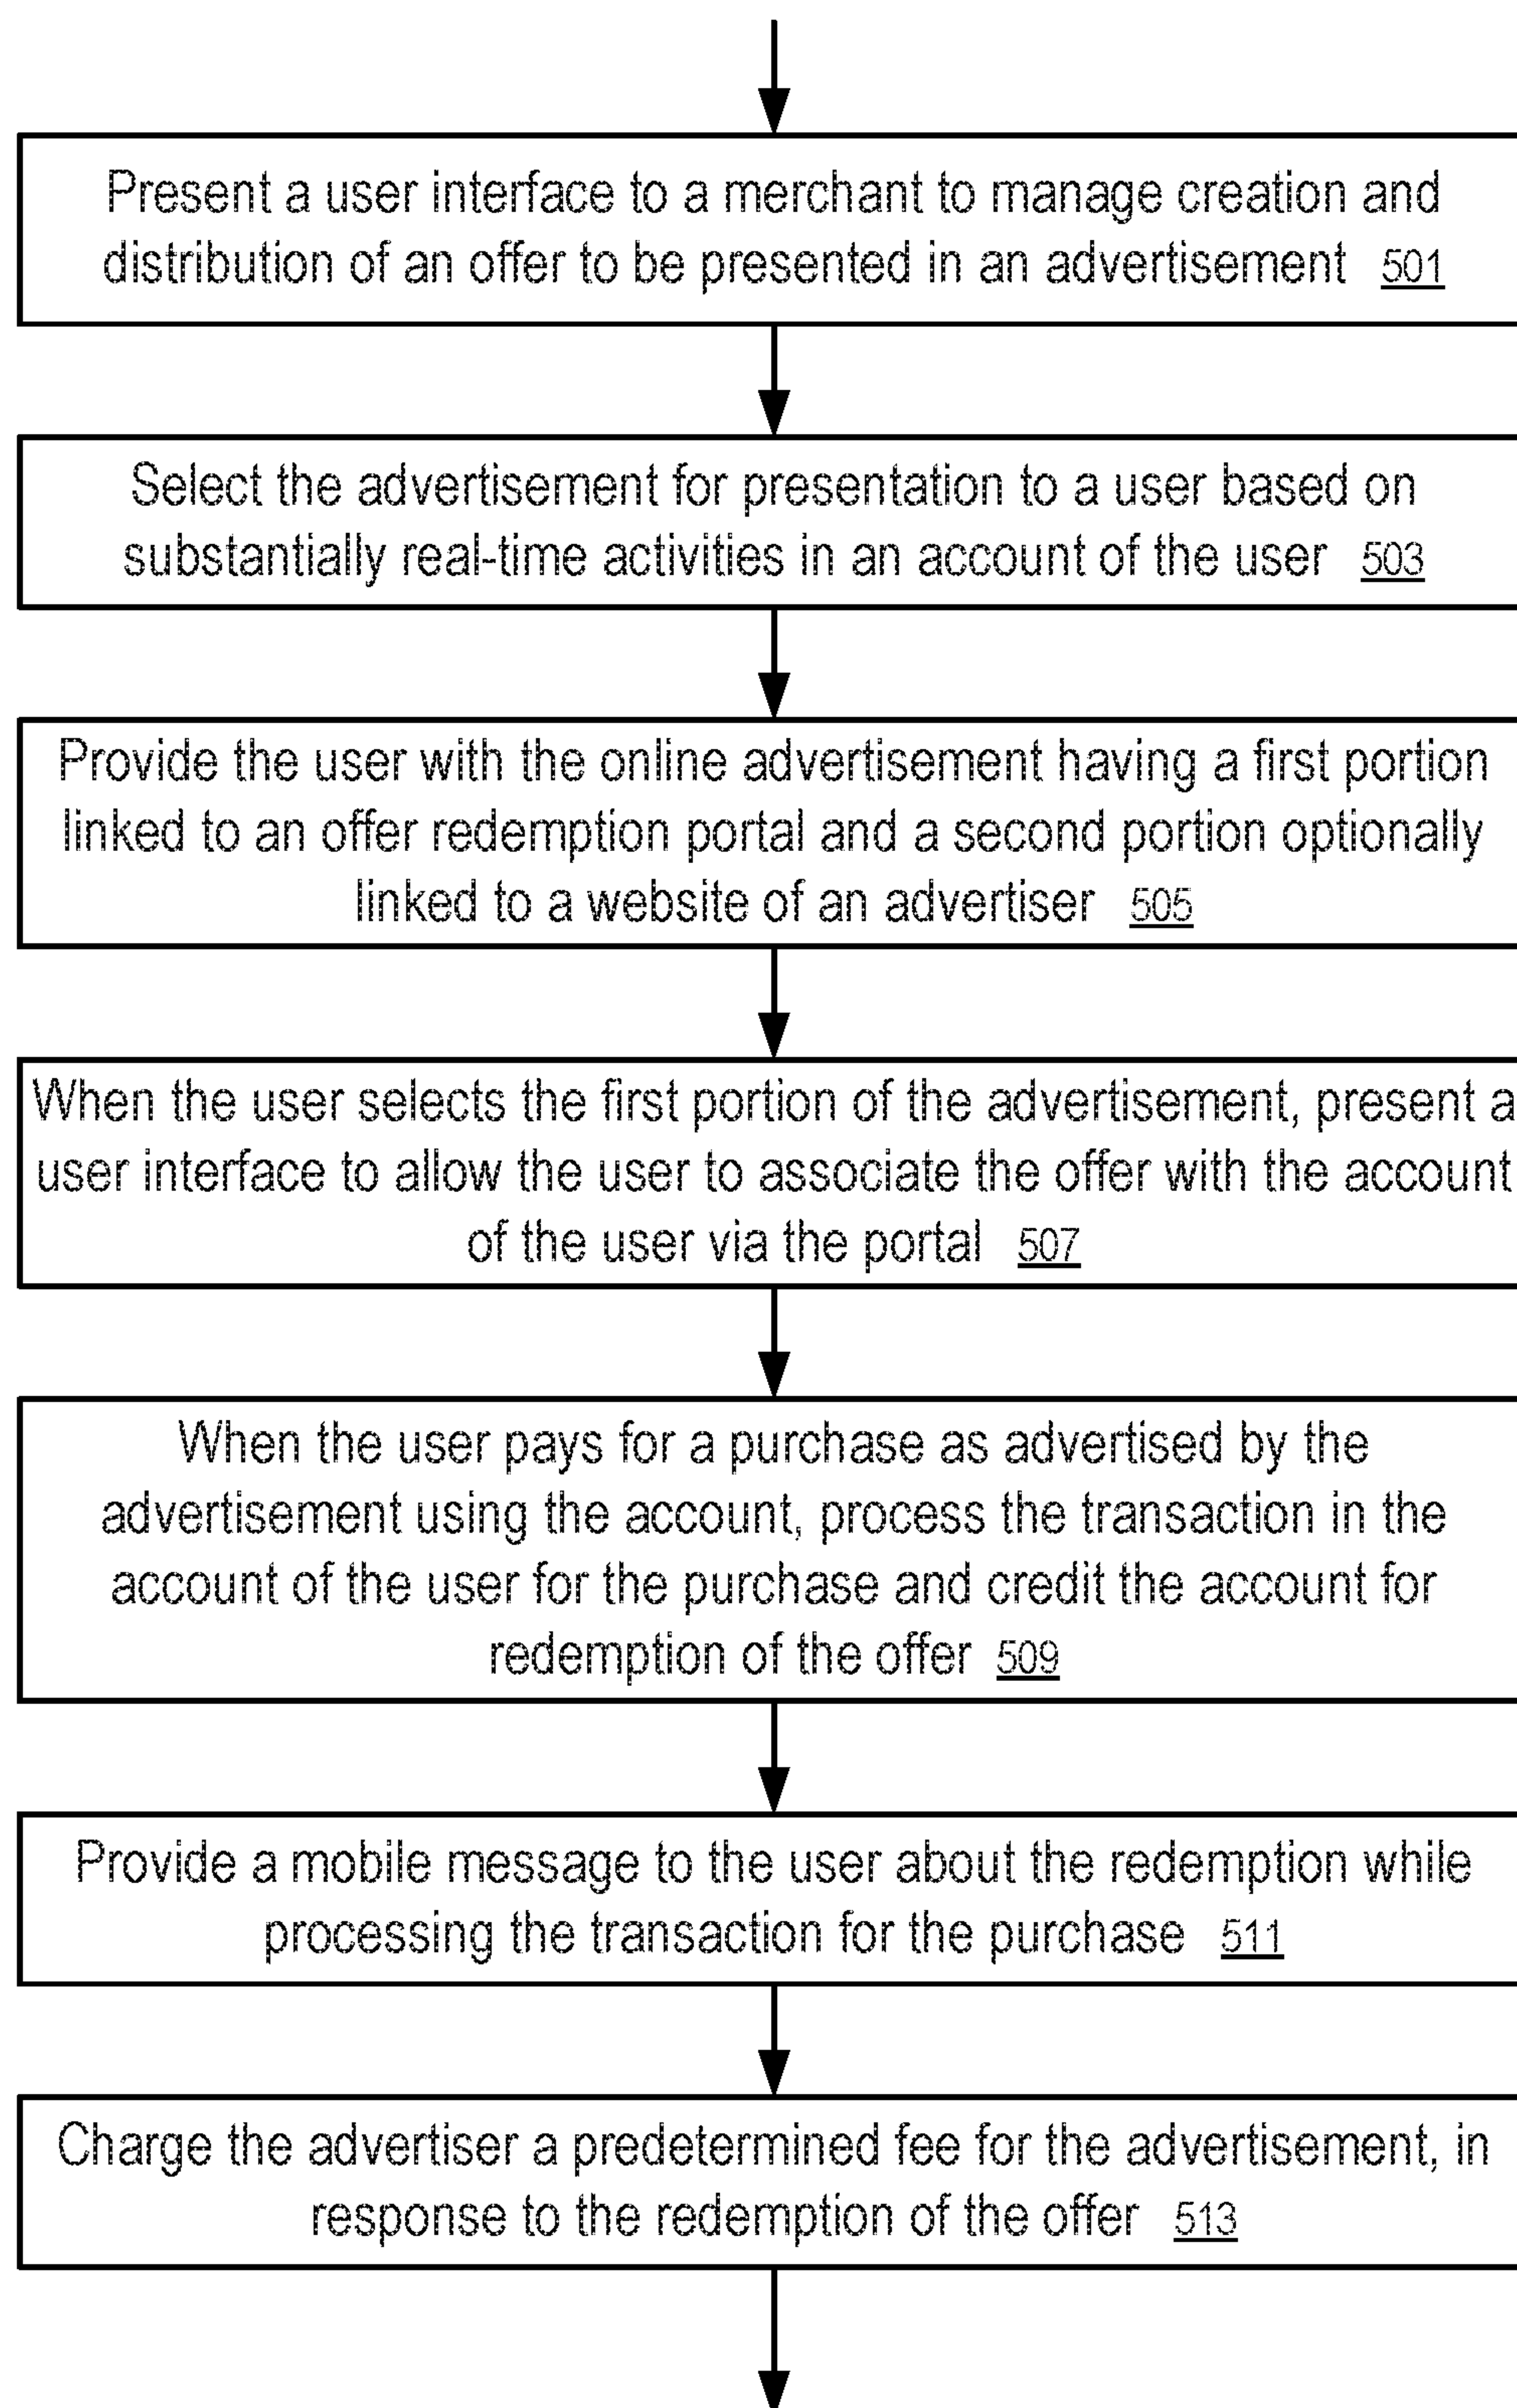 Present a user interface to a merchant to manage creation and
distribution of an offer to be presented in an advertisement 501
Select the advertisement for presentation to a user based on
substantially real-time activities in an account of the user 503
Provide the user with the online advertisement having a first portion
linked to an offer redemption portal and a second portion optionally
linked to a website of an advertiser 505
When the user selects the first portion of the advertisement, present a
user interface to allow the user to associate the offer with the account
of the user via the portal 507
When the user pays for a purchase as advertised by the
advertisement using the account, process the transaction in the
account of the user for the purchase and credit the account for
redemption of the offer 509
Provide a mobile message to the user about the redemption while
processing the transaction for the purchase 511
Charge the advertiser a predetermined fee for the advertisement, in
response to the redemption of the offer 513